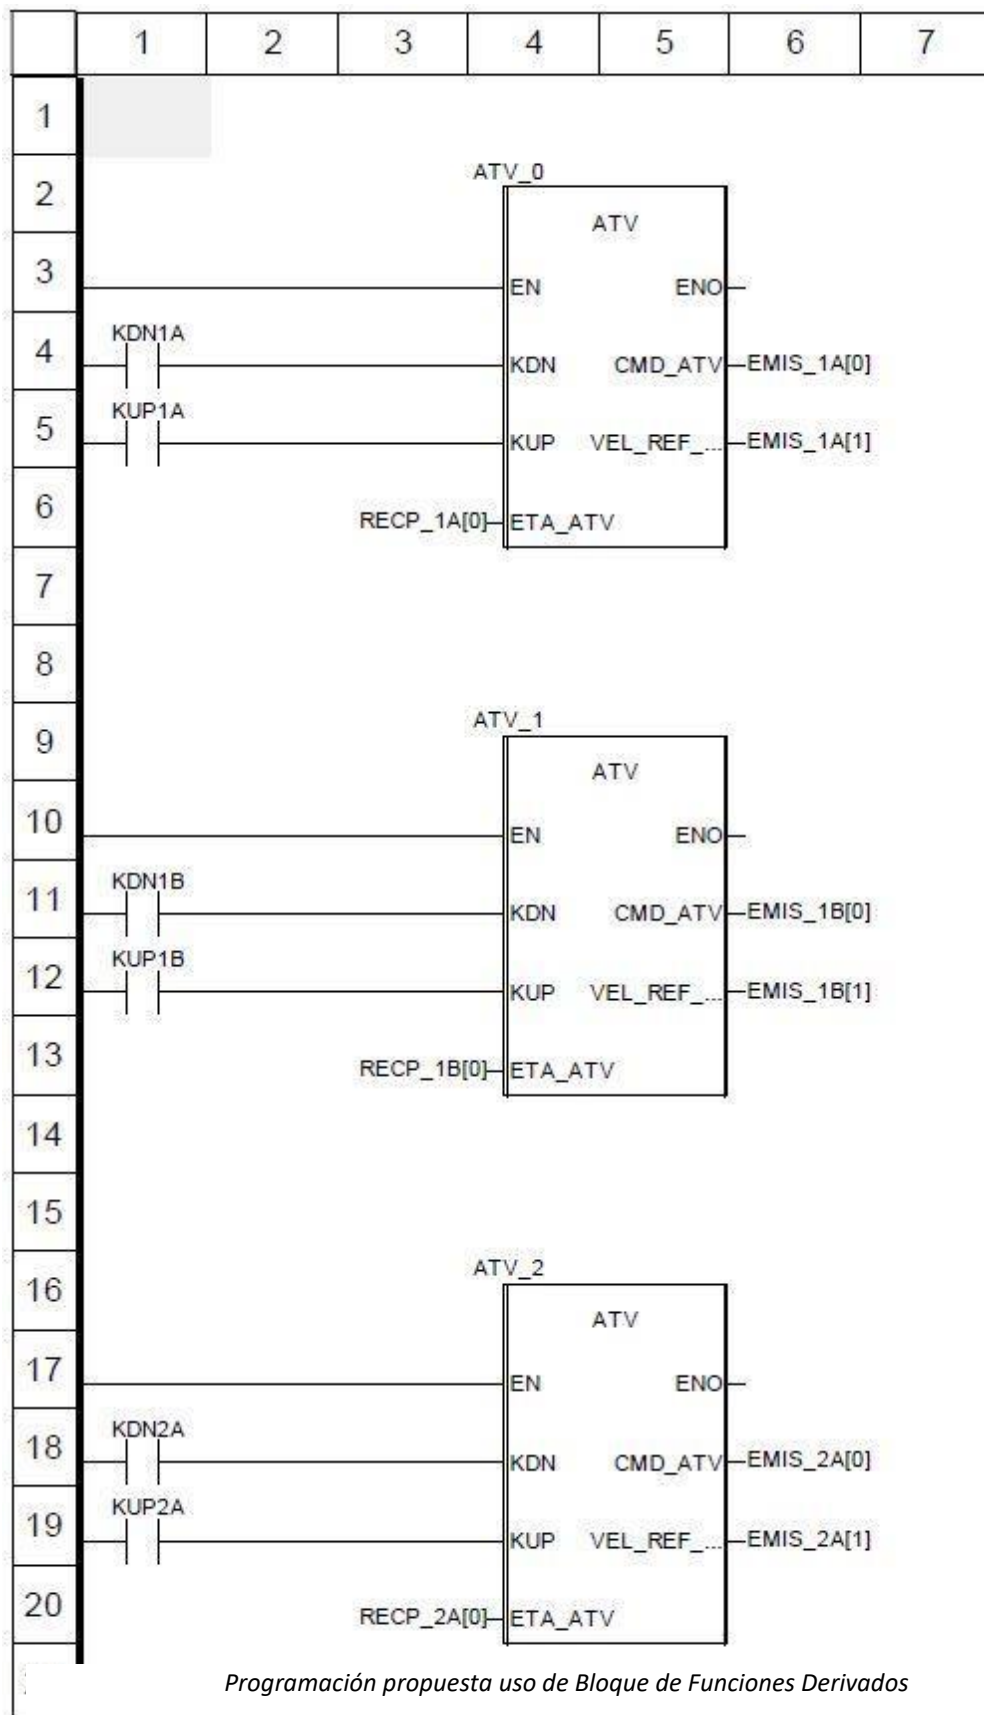 1 2 3 4 5 6 7
1
ATV_0
2
ATV
3
EN ENO
KDN1A
4
KDN CMD_ATV EMIS_1A[0]
KUP1A
5
KUP VEL_REF_... EMIS_1A[1]
6
RECP_1A[0] ETA_ATV
7
8
ATV_1
9
ATV
10
EN ENO
KDN1B
11
KDN CMD_ATV EMIS_1B[0]
KUP1B
12
KUP VEL_REF_... EMIS_1B[1]
13
RECP_1B[0] ETA_ATV
14
15
ATV_2
16
ATV
17
EN ENO
KDN2A
18
KDN CMD_ATV EMIS_2A[0]
KUP2A
19
KUP VEL_REF_... EMIS_2A[1]
20
RECP_2A[0] ETA_ATV
Programación propuesta uso de Bloque de Funciones Derivados